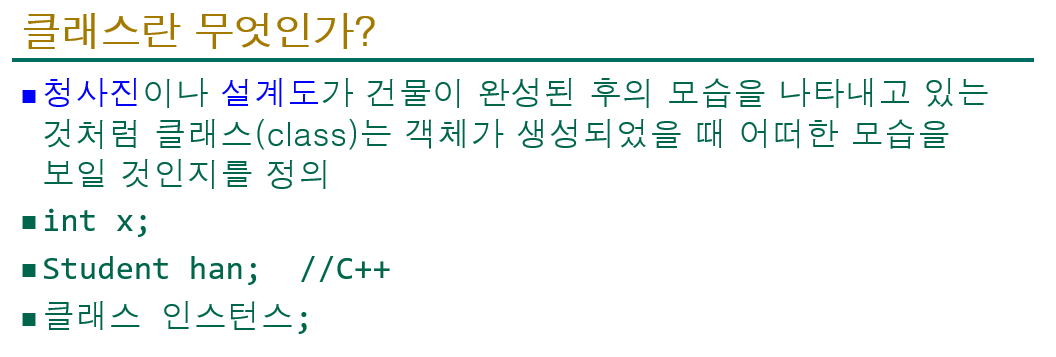 클래스란 무엇인가?
청사진이나 설계도가 건물이 완성된 후의 모습을 나타내고 있는
것처럼 클래스(class)는 객체가 생성되었을 때 어떠한 모습을
보일 것인지를 정의
int x;
Student han;  //C++
클래스 인스턴스;